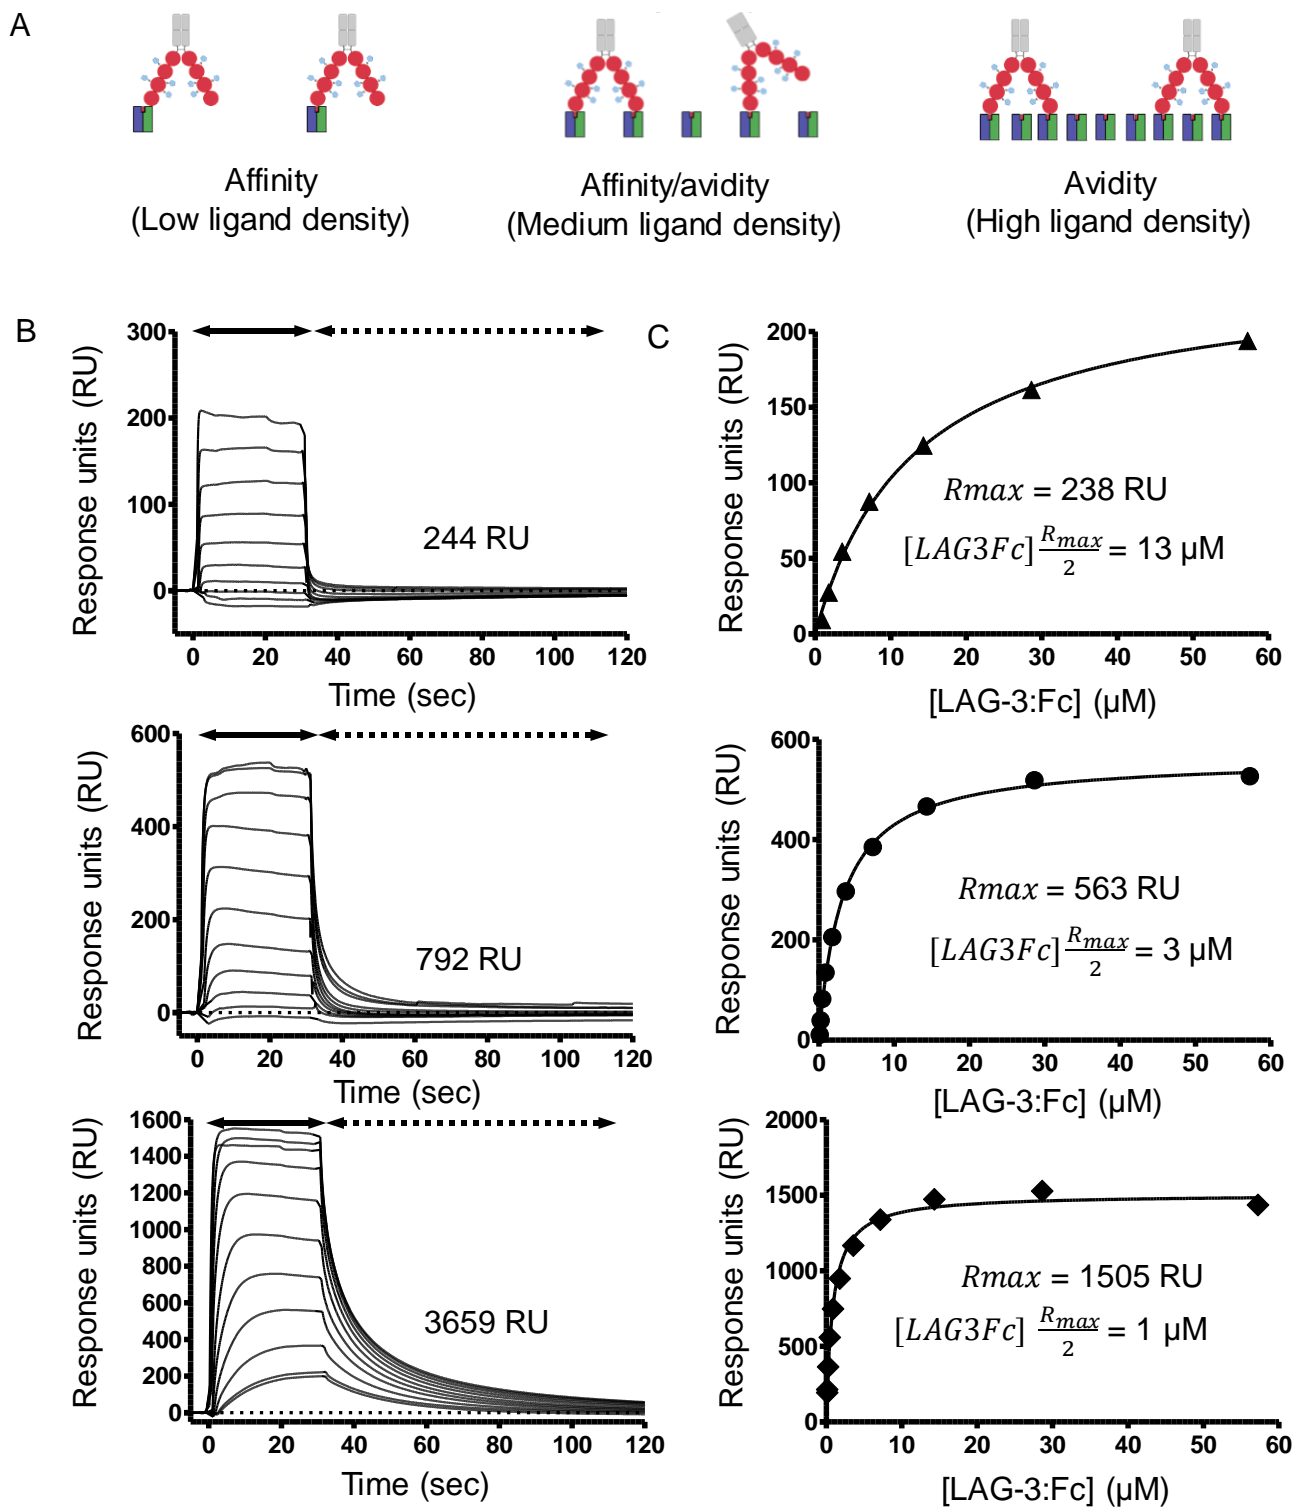 A
Affinity
(Low ligand density)
Affinity/avidity
(Medium ligand density)
Avidity
(High ligand density)
B
Response units (RU)
300
200
100
0
244 RU
0 20 40 60 80 100 120
Time (sec)
C
Response units (RU)
200
150
100
50
0
Rmax = 238 RU
[LAG3Fc] Rmax/2 = 13 µM
0 10 20 30 40 50 60
[LAG-3:Fc] (µM)
Response units (RU)
600
400
200
0
792 RU
0 20 40 60 80 100 120
Time (sec)
Response units (RU)
600
400
200
0
Rmax = 563 RU
[LAG3Fc] Rmax/2 = 3 µM
0 10 20 30 40 50 60
[LAG-3:Fc] (µM)
Response units (RU)
1600
1400
1200
1000
800
600
400
200
0
3659 RU
0 20 40 60 80 100 120
Time (sec)
Response units (RU)
2000
1500
1000
500
0
Rmax = 1505 RU
[LAG3Fc] Rmax/2 = 1 µM
0 10 20 30 40 50 60
[LAG-3:Fc] (µM)